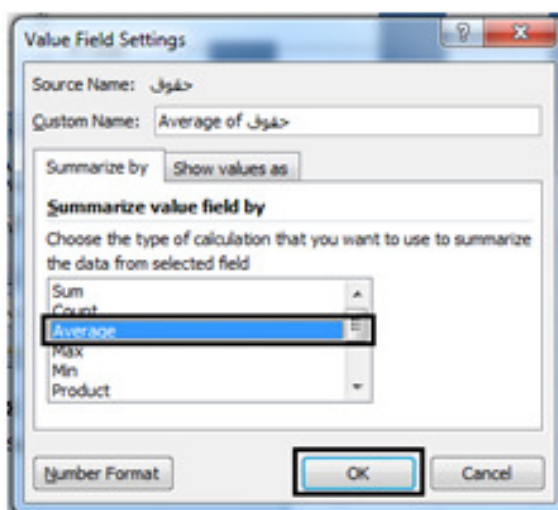 Value Field Settings
Source Name: حقوق
Custom Name: Average of حقوق
Summarize by Show values as
Summarize value field by
Choose the type of calculation that you want to use to summarize
the data from selected field
Sum
Count
Average
Max
Min
Product
Number Format OK Cancel